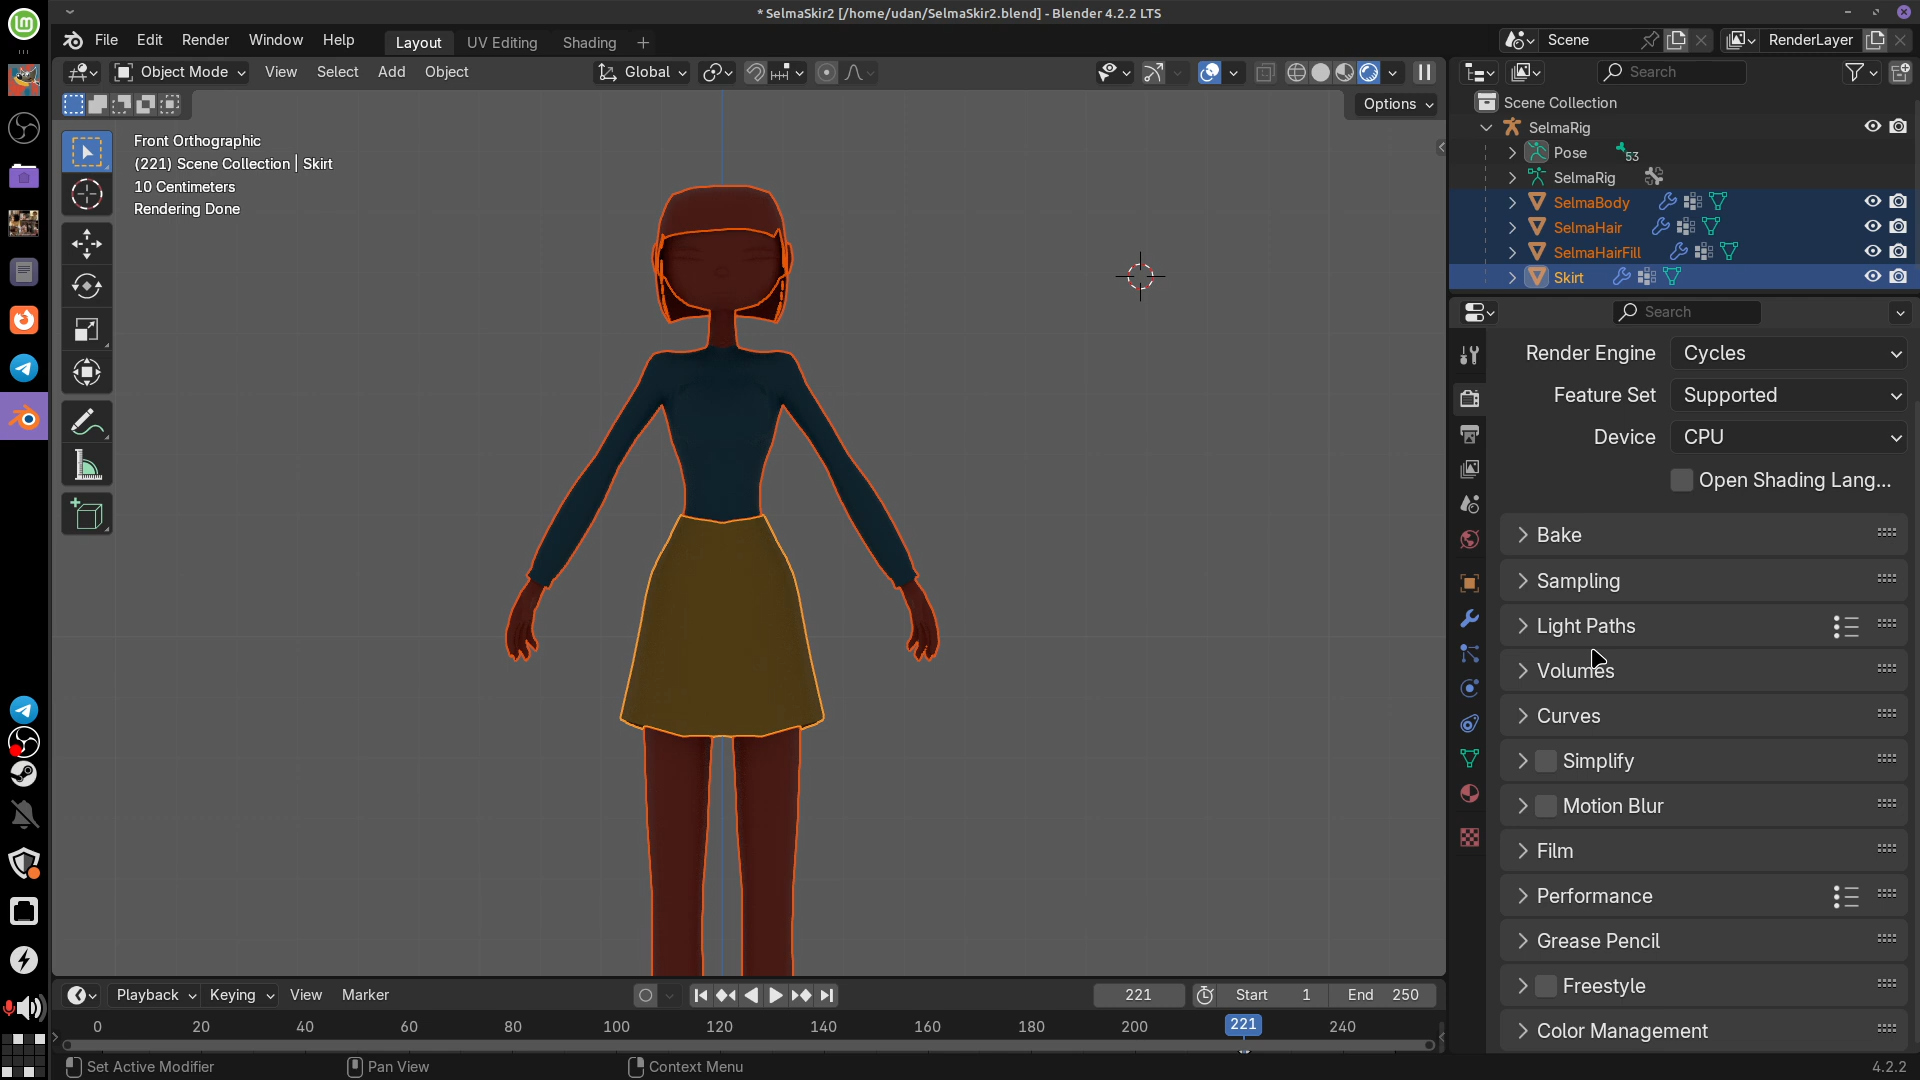 * SelmaSkir2 [/home/udan/SelmaSkir2.blend] - Blender 4.2.2 LTS
File Edit Render Window Help Layout UV Editing Shading + Scene RenderLayer
Object Mode View Select Add Object Global Search
Options
Front Orthographic
(221) Scene Collection | Skirt
10 Centimeters
Rendering Done
Scene Collection
SelmaRig
Pose 53
SelmaRig
SelmaBody
SelmaHair
SelmaHairFill
Skirt
Search
Render Engine Cycles
Feature Set Supported
Device CPU
Open Shading Lang...
Bake
Sampling
Light Paths
Volumes
Curves
Simplify
Motion Blur
Film
Performance
Grease Pencil
Freestyle
Color Management
Playback Keying View Marker 221 Start 1 End 250
0 20 40 60 80 100 120 140 160 180 200 221 240
Set Active Modifier Pan View Context Menu 4.2.2